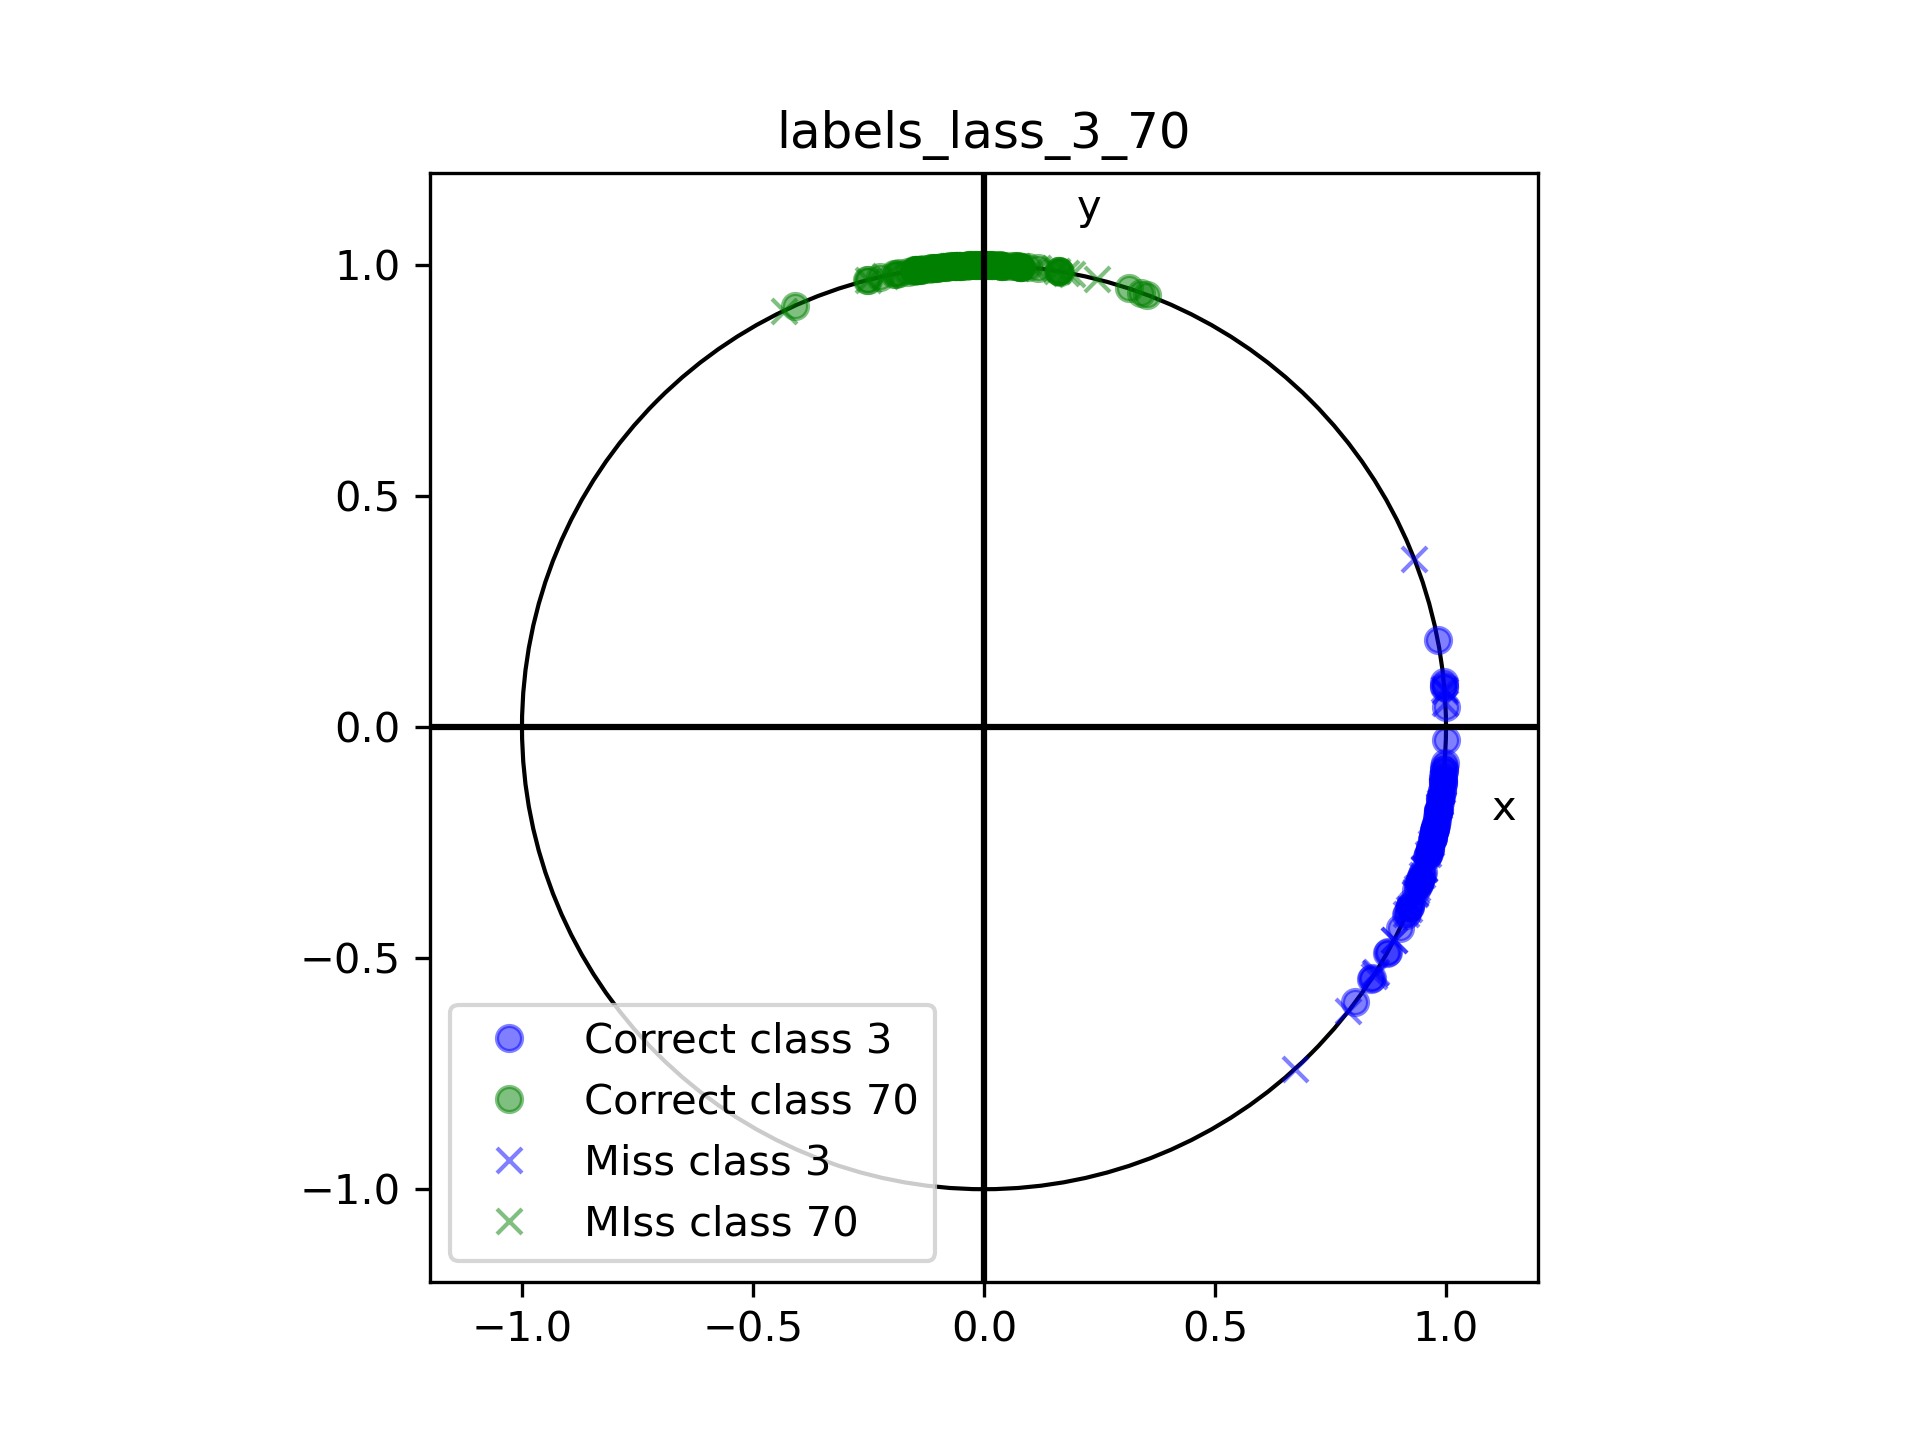 labels_lass_3_70
y
1.0
0.5
0.0
x
−0.5
−1.0
Correct class 3
Correct class 70
Miss class 3
MIss class 70
−1.0 −0.5 0.0 0.5 1.0